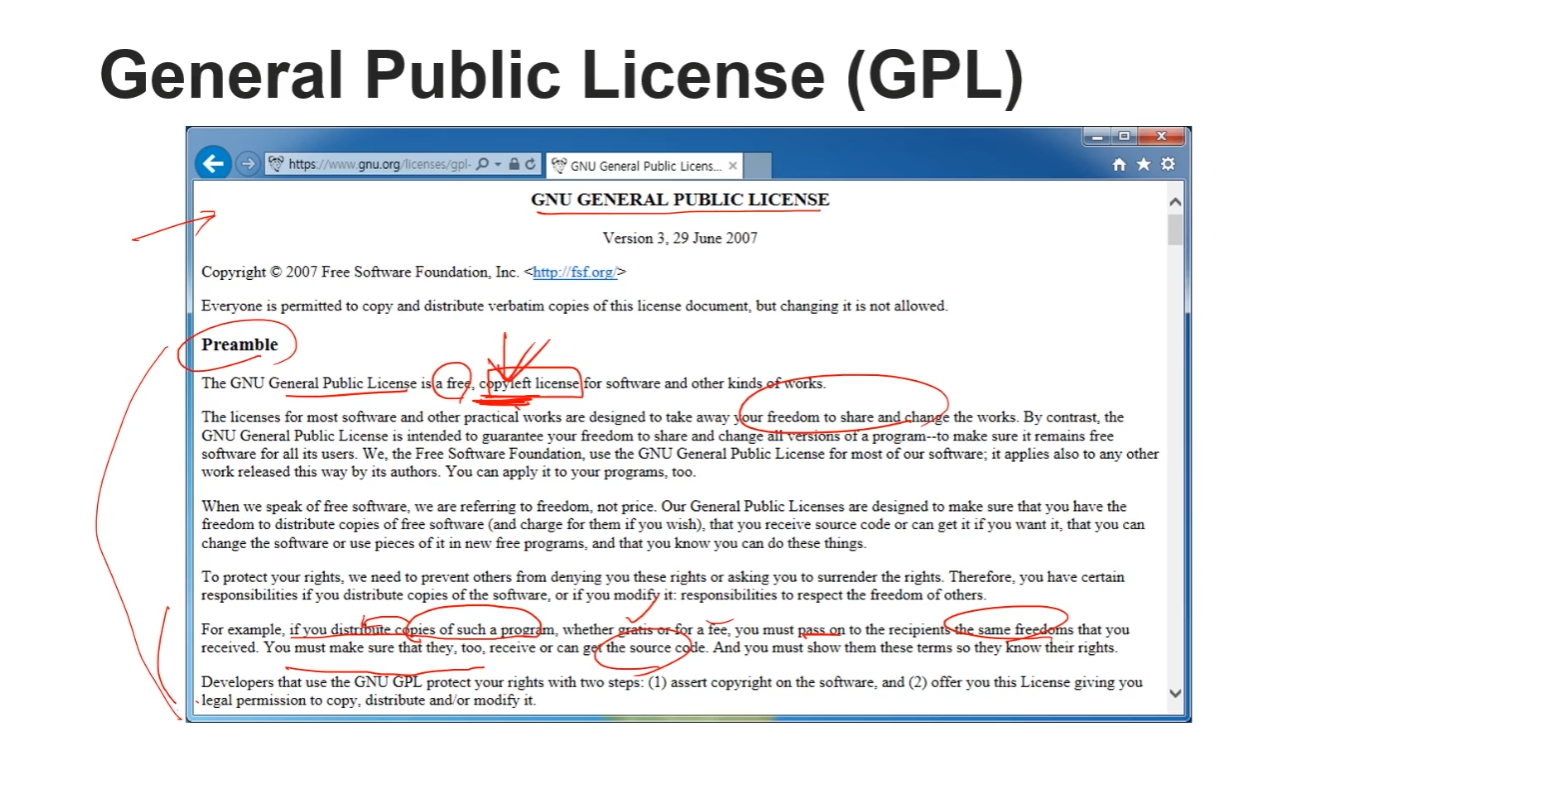 General Public License (GPL)
https://www.gnu.org/licenses/gpl-
GNU General Public Licens...
GNU GENERAL PUBLIC LICENSE
Version 3, 29 June 2007
Copyright © 2007 Free Software Foundation, Inc. <http://fsf.org/>
Everyone is permitted to copy and distribute verbatim copies of this license document, but changing it is not allowed.
Preamble
The GNU General Public License is a free, copyleft license for software and other kinds of works.
The licenses for most software and other practical works are designed to take away your freedom to share and change the works. By contrast, the
GNU General Public License is intended to guarantee your freedom to share and change all versions of a program--to make sure it remains free
software for all its users. We, the Free Software Foundation, use the GNU General Public License for most of our software; it applies also to any other
work released this way by its authors. You can apply it to your programs, too.
When we speak of free software, we are referring to freedom, not price. Our General Public Licenses are designed to make sure that you have the
freedom to distribute copies of free software (and charge for them if you wish), that you receive source code or can get it if you want it, that you can
change the software or use pieces of it in new free programs, and that you know you can do these things.
To protect your rights, we need to prevent others from denying you these rights or asking you to surrender the rights. Therefore, you have certain
responsibilities if you distribute copies of the software, or if you modify it: responsibilities to respect the freedom of others.
For example, if you distribute copies of such a program, whether gratis or for a fee, you must pass on to the recipients the same freedoms that you
received. You must make sure that they, too, receive or can get the source code. And you must show them these terms so they know their rights.
Developers that use the GNU GPL protect your rights with two steps: (1) assert copyright on the software, and (2) offer you this License giving you
legal permission to copy, distribute and/or modify it.